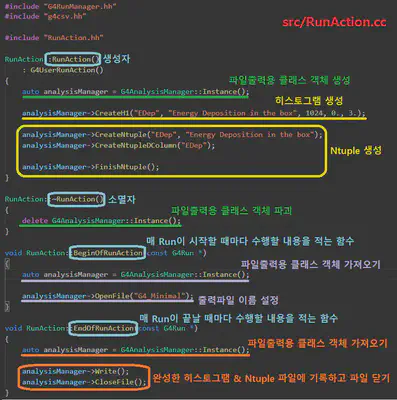 #include "G4RunManager.hh"
#include "g4csv.hh"
src/RunAction.cc
#include "RunAction.hh"
RunAction::RunAction() 생성자
: G4UserRunAction()
파일출력용 클래스 객체 생성
{
auto analysisManager = G4AnalysisManager::Instance();
히스토그램 생성
analysisManager->CreateH1("EDep", "Energy Deposition in the box", 1024, 0., 3.);
analysisManager->CreateNtuple("EDep", "Energy Deposition in the box");
analysisManager->CreateNtupleDColumn("EDep");
Ntuple 생성
analysisManager->FinishNtuple();
}
RunAction::~RunAction() 소멸자
{
파일출력용 클래스 객체 파괴
delete G4AnalysisManager::Instance();
}
매 Run이 시작할 때마다 수행할 내용을 적는 함수
void RunAction::BeginOfRunAction(const G4Run *)
{
파일출력용 클래스 객체 가져오기
auto analysisManager = G4AnalysisManager::Instance();
analysisManager->OpenFile("G4_Minimal");
} 출력파일 이름 설정
매 Run이 끝날 때마다 수행할 내용을 적는 함수
void RunAction::EndOfRunAction(const G4Run *)
{
파일출력용 클래스 객체 가져오기
auto analysisManager = G4AnalysisManager::Instance();
analysisManager->Write();
analysisManager->CloseFile();
완성한 히스토그램 & Ntuple 파일에 기록하고 파일 닫기
}